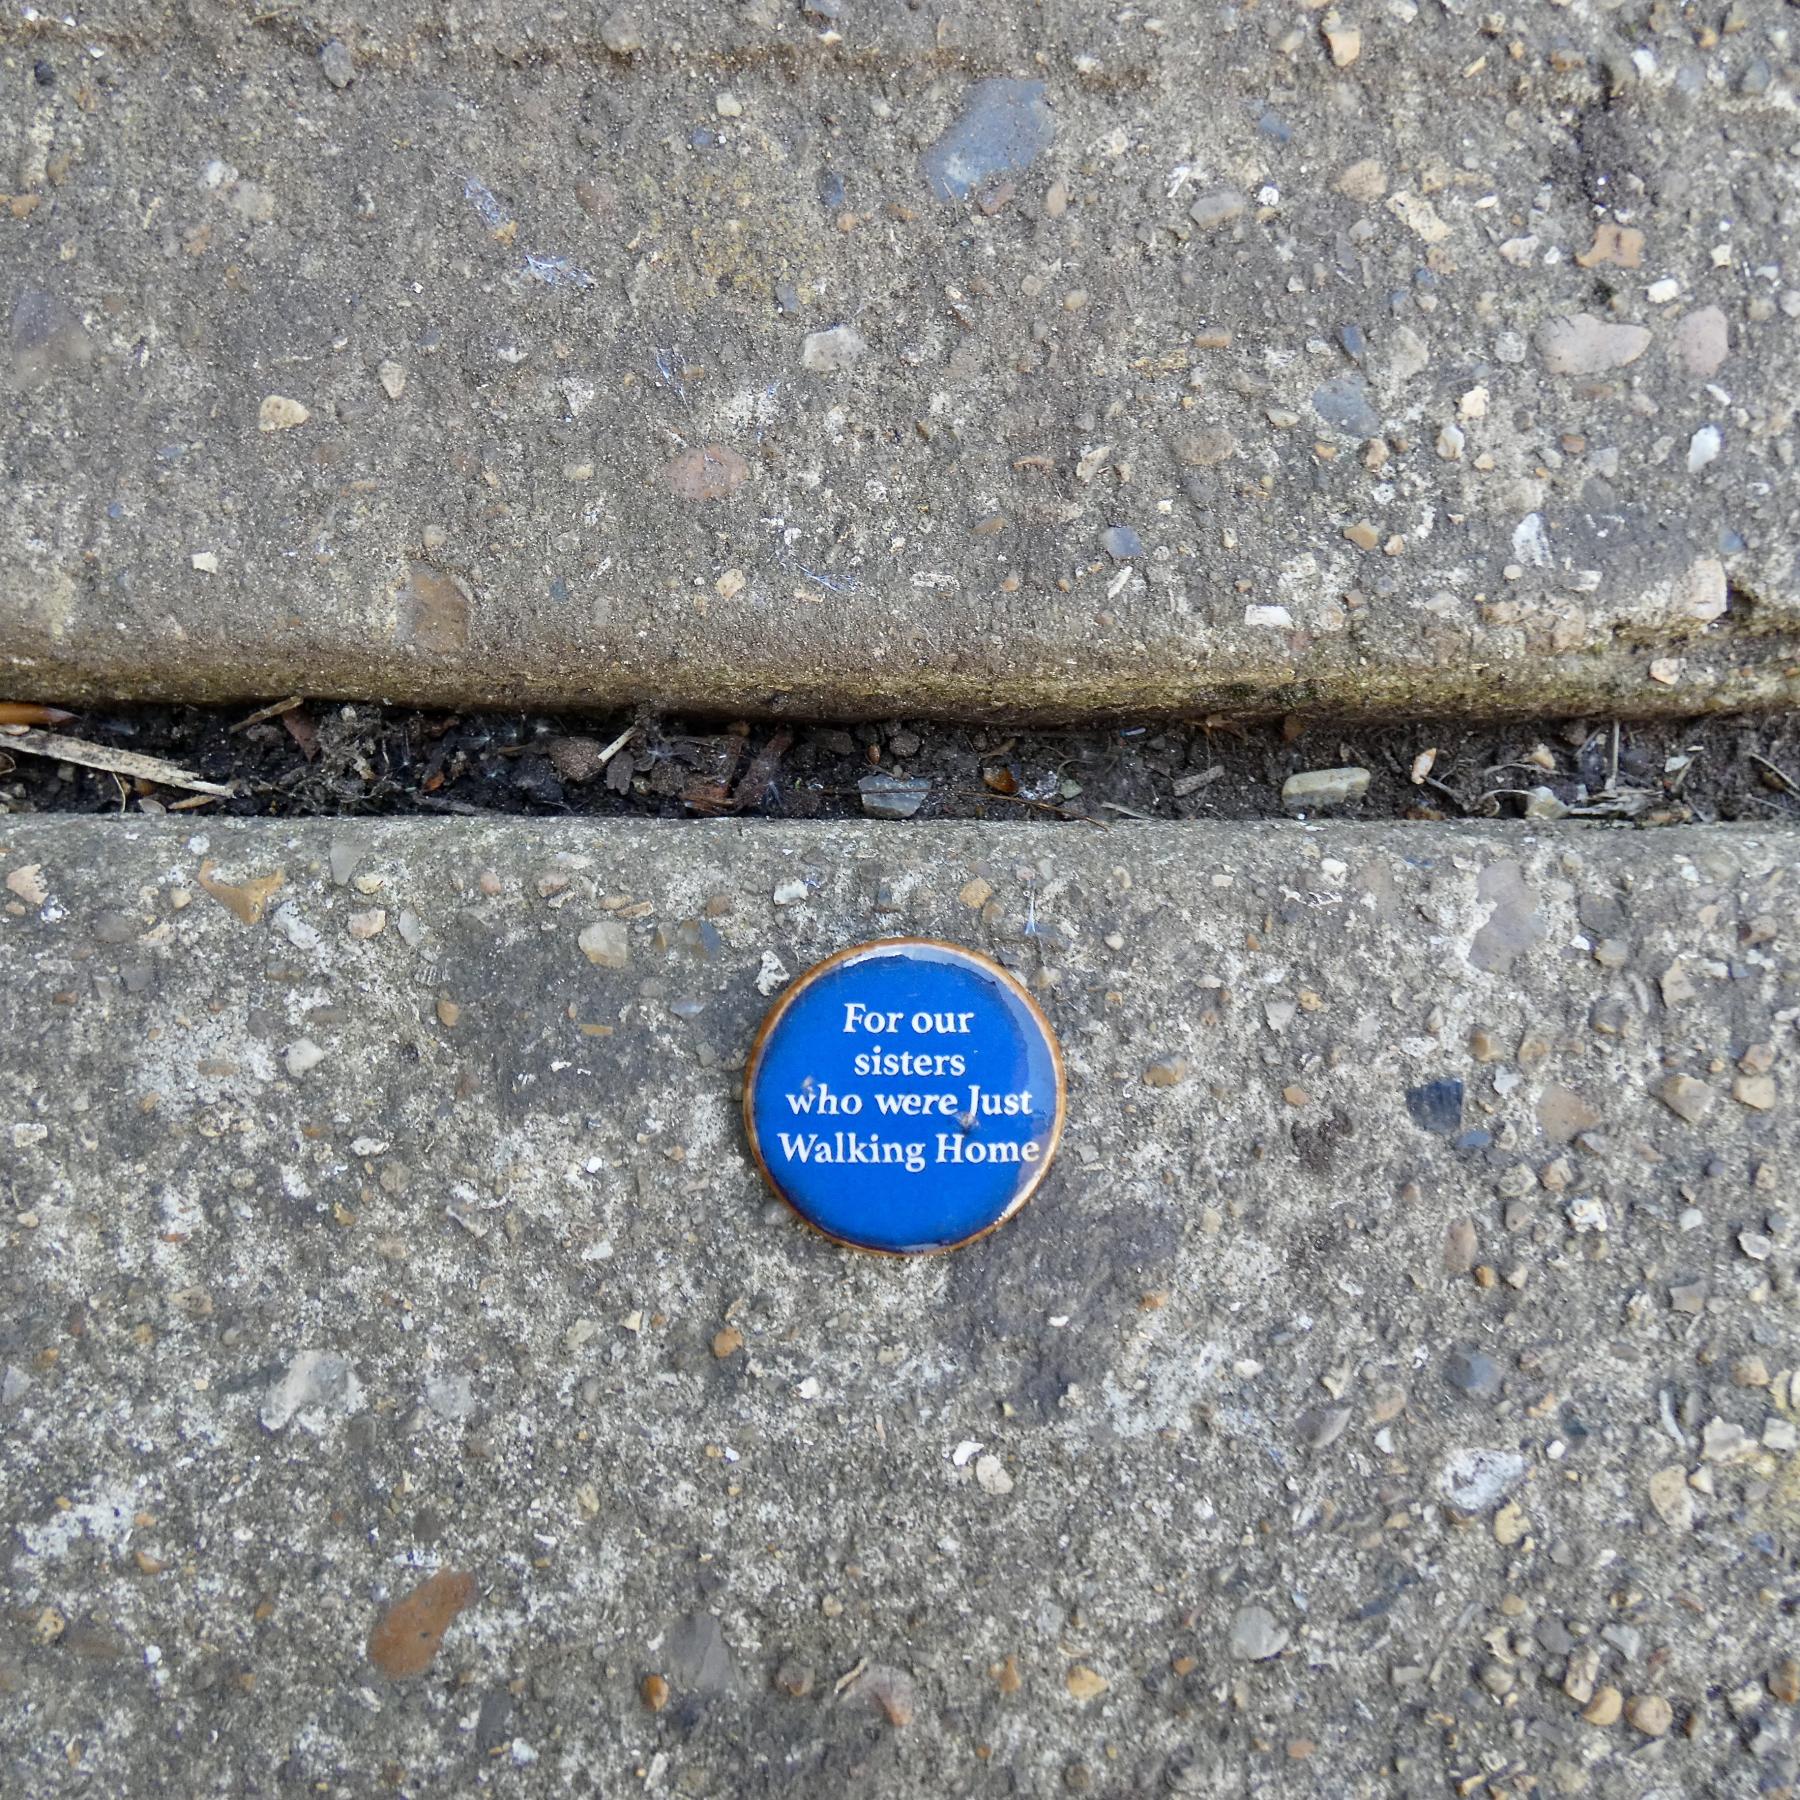 For our
sisters
who were Just
Walking Home